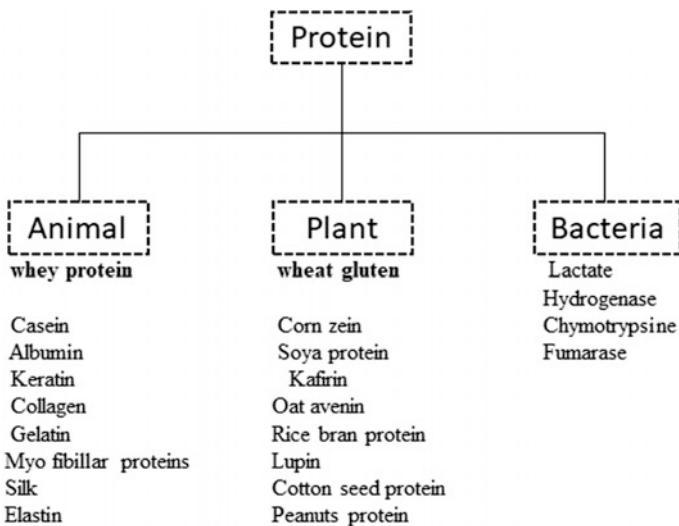 Protein
Animal
whey protein
Casein
Albumin
Keratin
Collagen
Gelatin
Myo fibillar proteins
Silk
Elastin
Plant
wheat gluten
Corn zein
Soya protein
Kafirin
Oat avenin
Rice bran protein
Lupin
Cotton seed protein
Peanuts protein
Bacteria
Lactate
Hydrogenase
Chymotrypsine
Fumarase